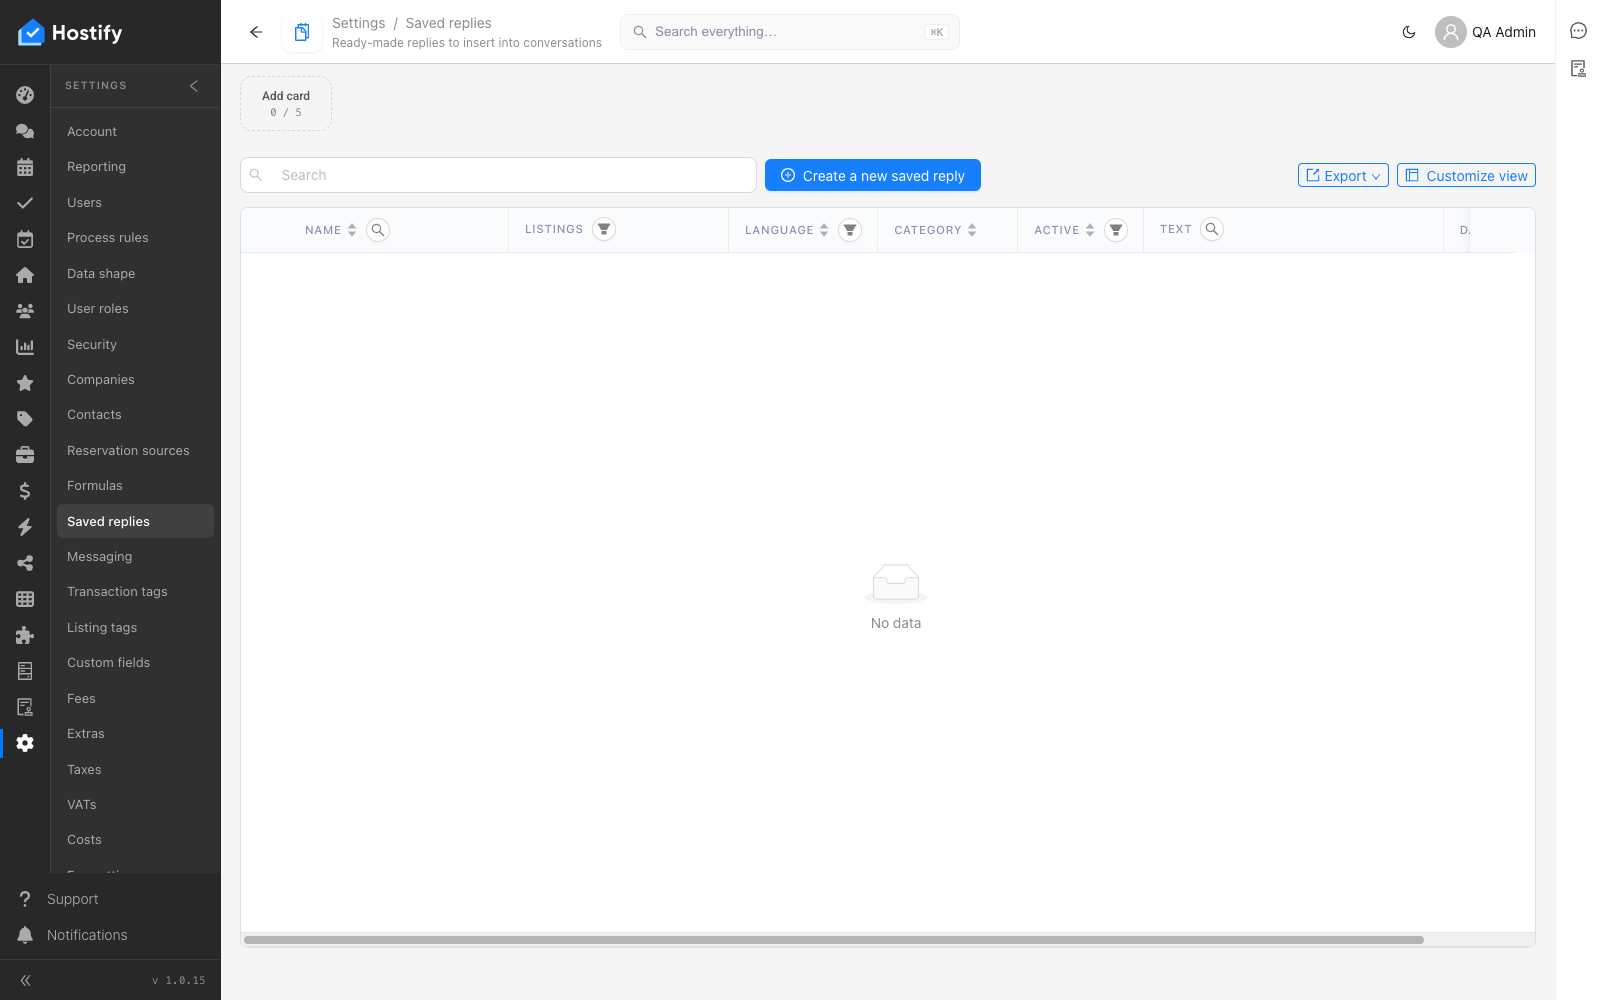 Hostify
Settings / Saved replies
Ready-made replies to insert into conversations
Search everything...
⌘K
QA Admin
SETTINGS
Account
Reporting
Users
Process rules
Data shape
User roles
Security
Companies
Contacts
Reservation sources
Formulas
Saved replies
Messaging
Transaction tags
Listing tags
Custom fields
Fees
Extras
Taxes
VATs
Costs
Support
Notifications
v 1.0.15
Add card
0 / 5
Search
Create a new saved reply
Export
Customize view
NAME
LISTINGS
LANGUAGE
CATEGORY
ACTIVE
TEXT
No data